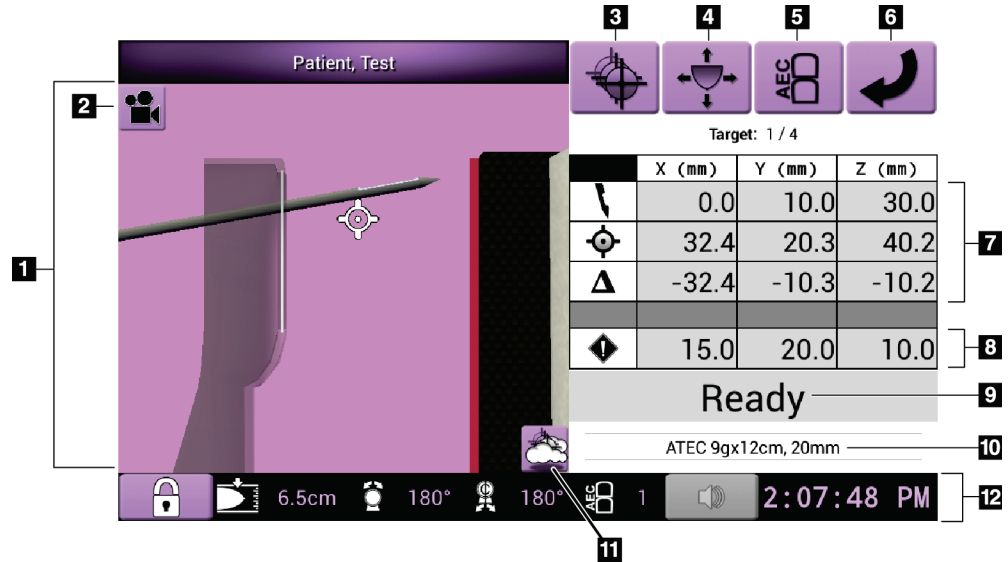 3 4 5 6
Patient, Test
AEC
1
2
Target: 1 / 4
X (mm) Y (mm) Z (mm)
0.0 10.0 30.0
32.4 20.3 40.2
7
Δ -32.4 -10.3 -10.2
! 15.0 20.0 10.0
8
Ready
9
ATEC 9gx12cm, 20mm
10
6.5cm 180° 180° AEC 1 2:07:48 PM
12
11